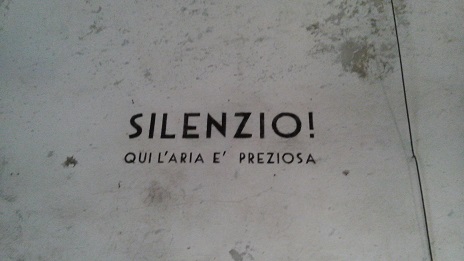 SILENZIO!
QUI L'ARIA E' PREZIOSA